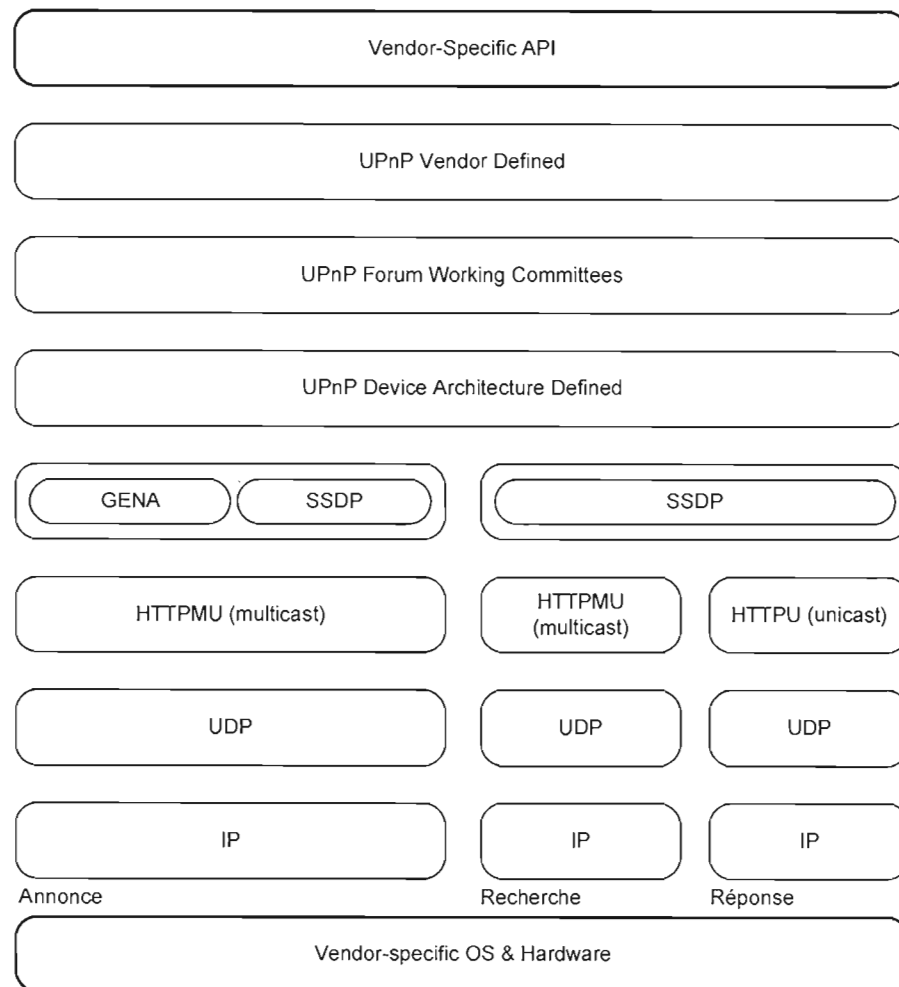 Vendor-Specific API
UPnP Vendor Defined
UPnP Forum Working Committees
UPnP Device Architecture Defined
GENA
SSDP
SSDP
HTTPMU (multicast)
HTTPMU
(multicast)
HTTPU (unicast)
UDP
UDP
UDP
IP
IP
IP
Annonce
Recherche
Réponse
Vendor-specific OS & Hardware